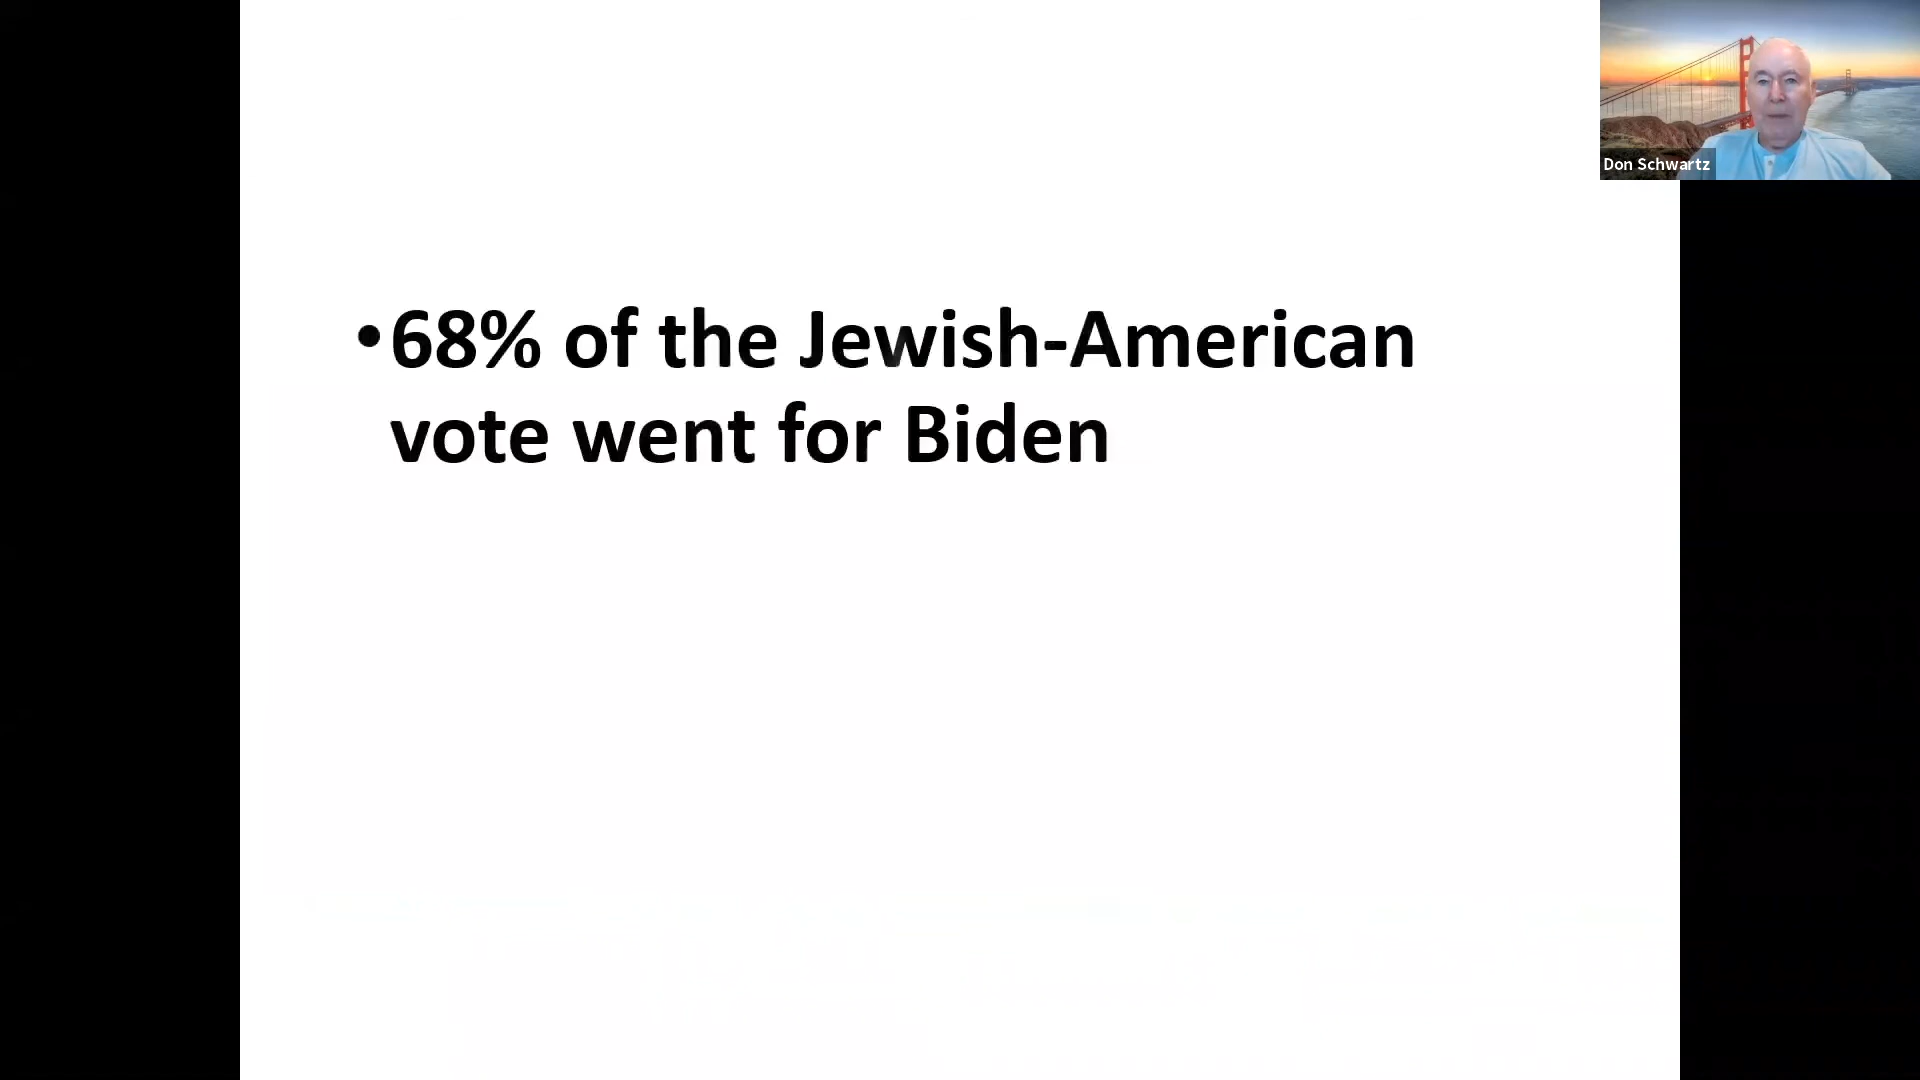 Don Schwartz
•68% of the Jewish-American
vote went for Biden